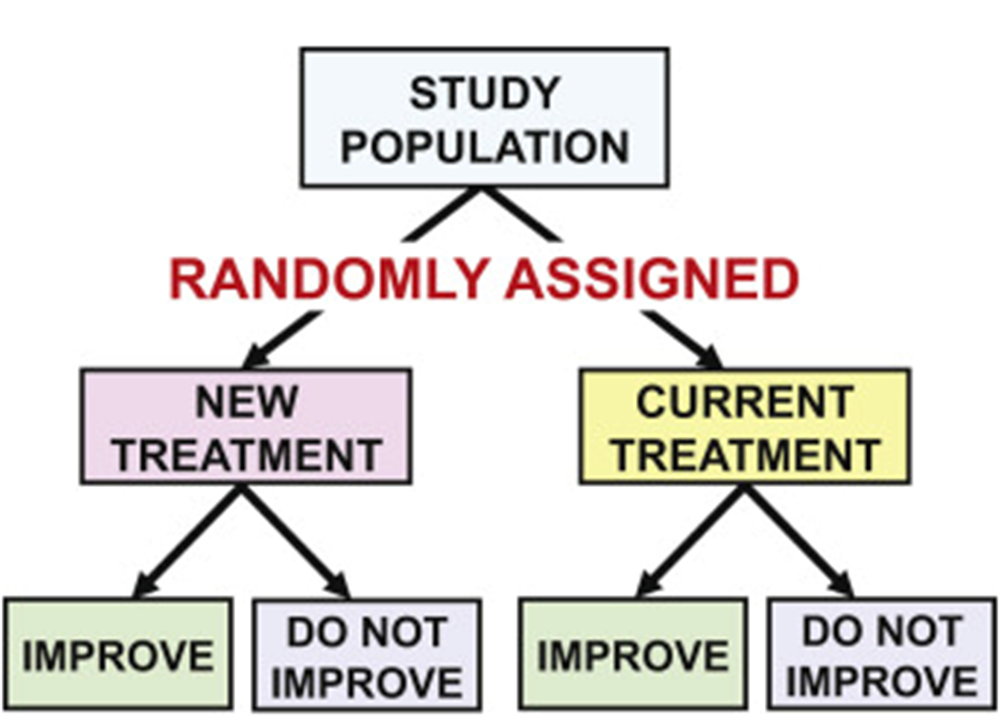 STUDY
POPULATION
RANDOMLY ASSIGNED
NEW
TREATMENT
CURRENT
TREATMENT
IMPROVE
DO NOT
IMPROVE
IMPROVE
DO NOT
IMPROVE